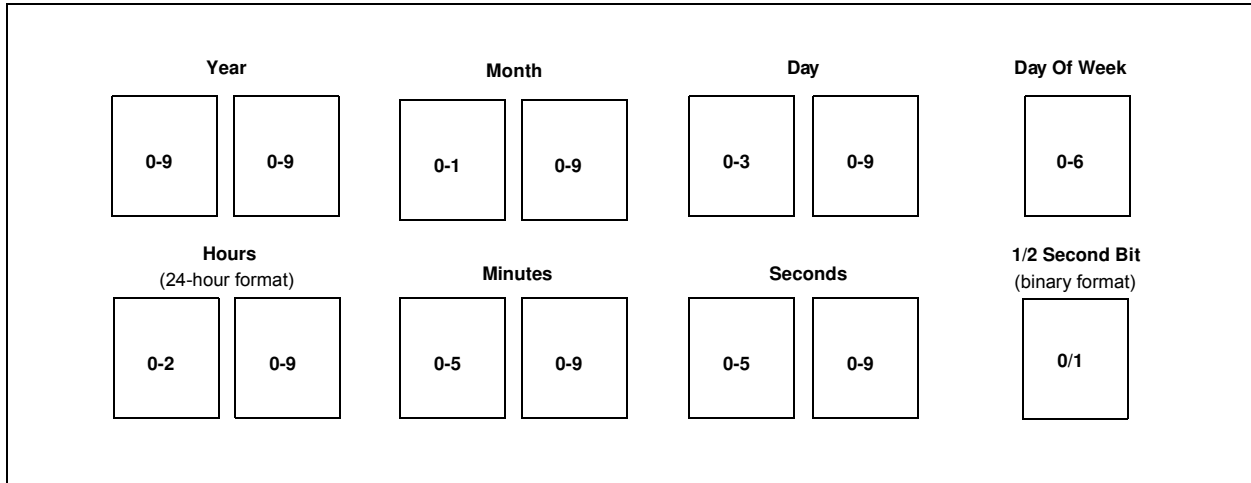 Year Month Day Day Of Week
0-9 0-9 0-1 0-9 0-3 0-9 0-6
Hours Minutes Seconds 1/2 Second Bit
(24-hour format) (binary format)
0-2 0-9 0-5 0-9 0-5 0-9 0/1